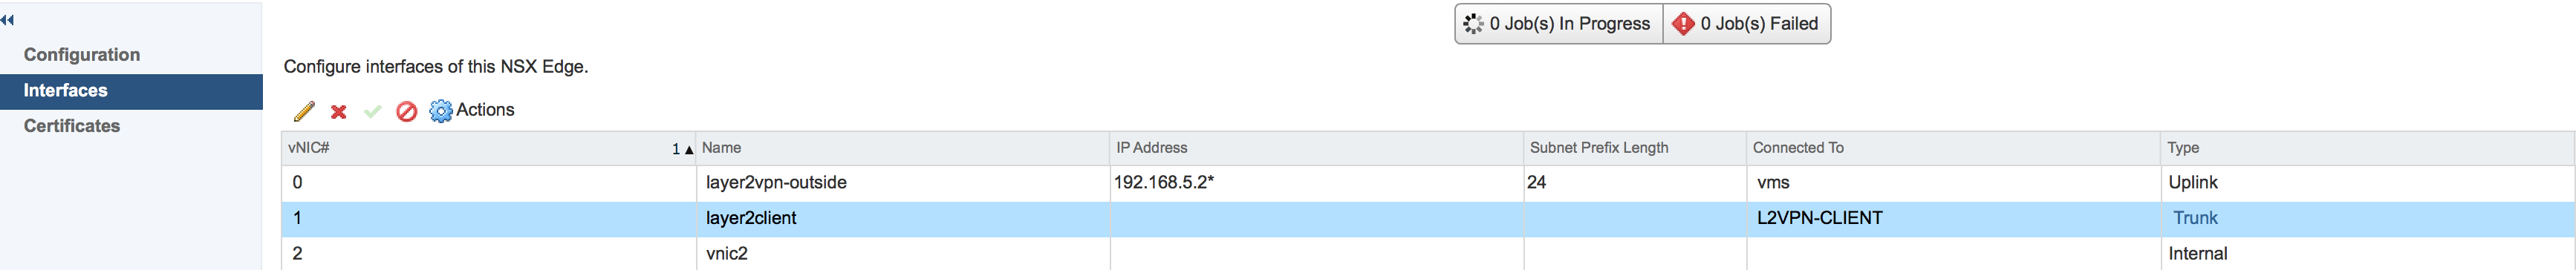 0 Job(s) In Progress 0 Job(s) Failed
Configuration
Configure interfaces of this NSX Edge.
Interfaces
Actions
Certificates
vNIC# 1 ▲ Name IP Address Subnet Prefix Length Connected To Type
0 layer2vpn-outside 192.168.5.2* 24 vms Uplink
1 layer2client L2VPN-CLIENT Trunk
2 vnic2 Internal